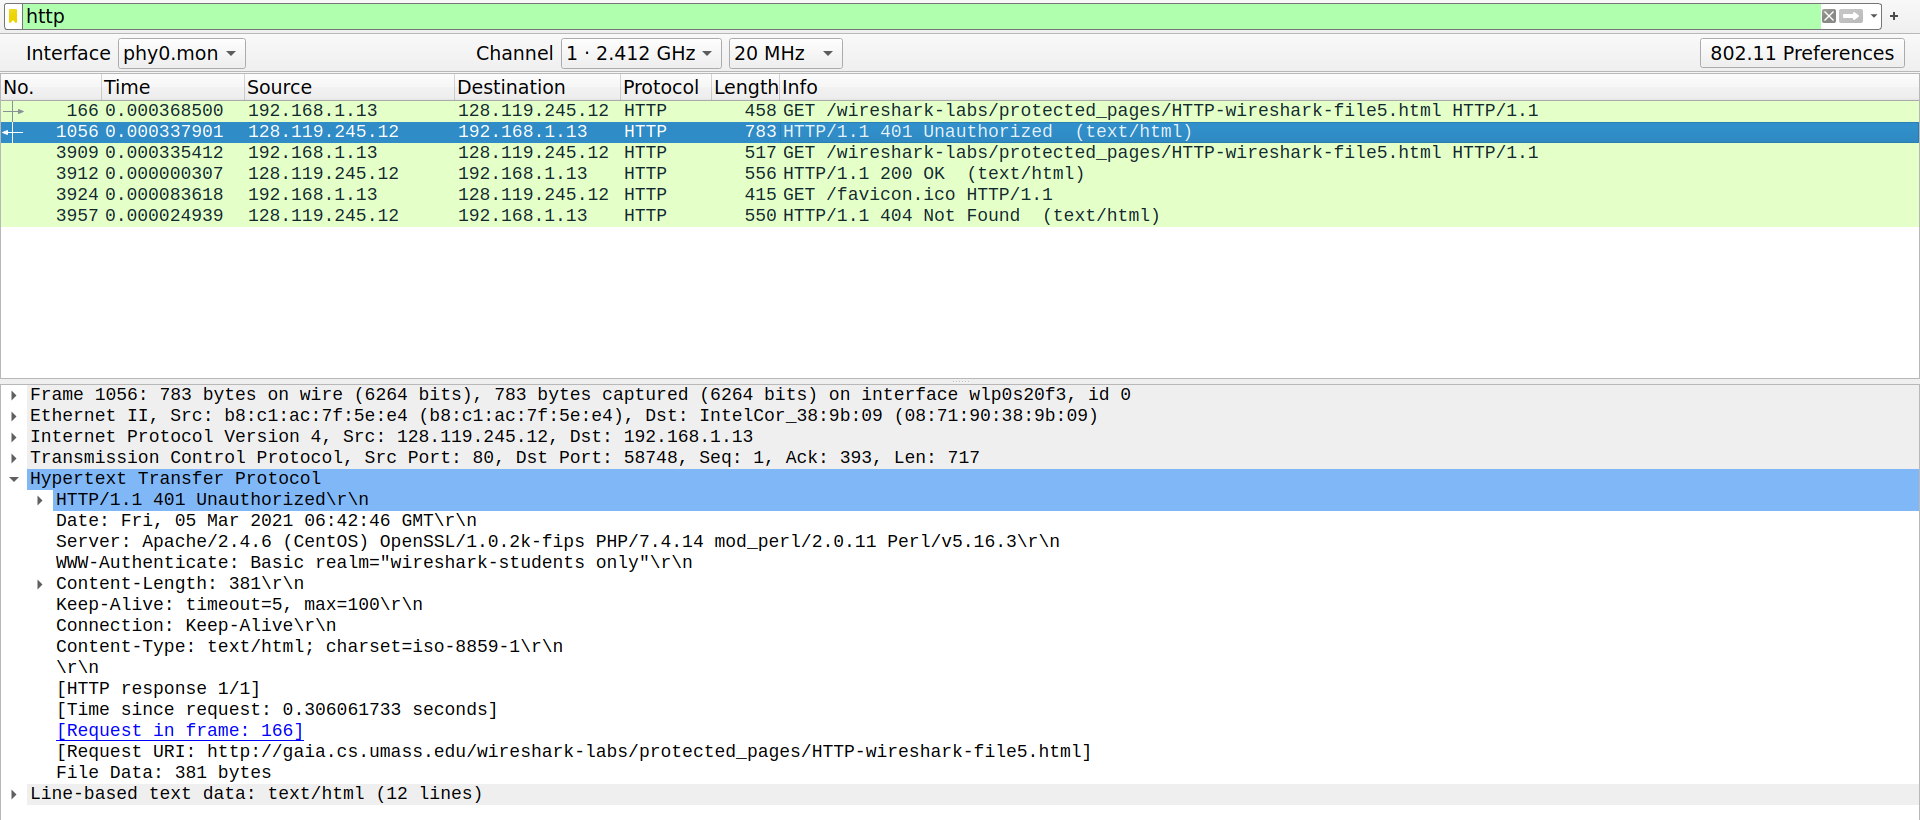 http
Interface phy0.mon Channel 1 · 2.412 GHz 20 MHz 802.11 Preferences
No. Time Source Destination Protocol Length Info
166 0.000368500 192.168.1.13 128.119.245.12 HTTP 458 GET /wireshark-labs/protected_pages/HTTP-wireshark-file5.html HTTP/1.1
1056 0.000337901 128.119.245.12 192.168.1.13 HTTP 783 HTTP/1.1 401 Unauthorized  (text/html)
3909 0.000335412 192.168.1.13 128.119.245.12 HTTP 517 GET /wireshark-labs/protected_pages/HTTP-wireshark-file5.html HTTP/1.1
3912 0.000000307 128.119.245.12 192.168.1.13 HTTP 556 HTTP/1.1 200 OK  (text/html)
3924 0.000083618 192.168.1.13 128.119.245.12 HTTP 415 GET /favicon.ico HTTP/1.1
3957 0.000024939 128.119.245.12 192.168.1.13 HTTP 550 HTTP/1.1 404 Not Found  (text/html)
Frame 1056: 783 bytes on wire (6264 bits), 783 bytes captured (6264 bits) on interface wlp0s20f3, id 0
Ethernet II, Src: b8:c1:ac:7f:5e:e4 (b8:c1:ac:7f:5e:e4), Dst: IntelCor_38:9b:09 (08:71:90:38:9b:09)
Internet Protocol Version 4, Src: 128.119.245.12, Dst: 192.168.1.13
Transmission Control Protocol, Src Port: 80, Dst Port: 58748, Seq: 1, Ack: 393, Len: 717
Hypertext Transfer Protocol
HTTP/1.1 401 Unauthorized\r\n
Date: Fri, 05 Mar 2021 06:42:46 GMT\r\n
Server: Apache/2.4.6 (CentOS) OpenSSL/1.0.2k-fips PHP/7.4.14 mod_perl/2.0.11 Perl/v5.16.3\r\n
WWW-Authenticate: Basic realm="wireshark-students only"\r\n
Content-Length: 381\r\n
Keep-Alive: timeout=5, max=100\r\n
Connection: Keep-Alive\r\n
Content-Type: text/html; charset=iso-8859-1\r\n
\r\n
[HTTP response 1/1]
[Time since request: 0.306061733 seconds]
[Request in frame: 166]
[Request URI: http://gaia.cs.umass.edu/wireshark-labs/protected_pages/HTTP-wireshark-file5.html]
File Data: 381 bytes
Line-based text data: text/html (12 lines)